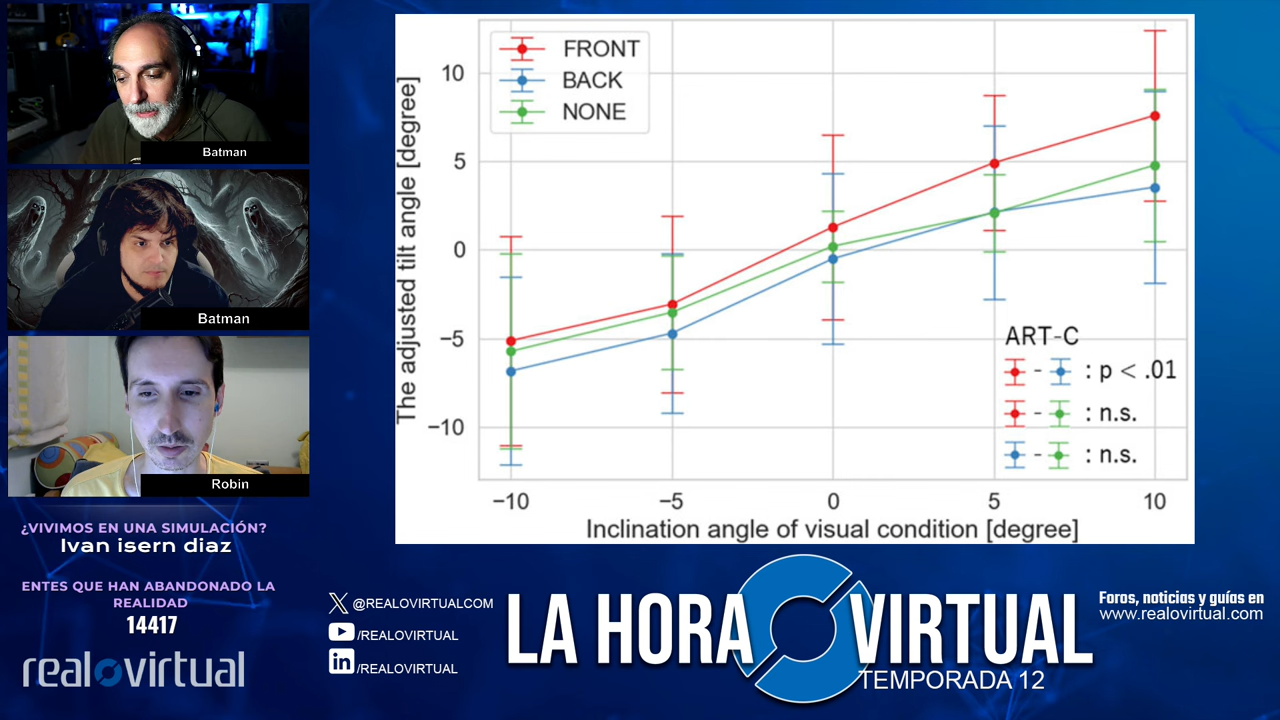 Batman
Batman
Robin
¿VIVIMOS EN UNA SIMULACIÓN?
Ivan isern diaz
ENTES QUE HAN ABANDONADO LA
REALIDAD
14417
realovirtual
FRONT
BACK
NONE
The adjusted tilt angle [degree]
10
5
0
−5
−10
ART-C
- : p < .01
- : n.s.
- : n.s.
−10 −5 0 5 10
Inclination angle of visual condition [degree]
@REALOVIRTUALCOM
/REALOVIRTUAL
/REALOVIRTUAL
LA HORA VIRTUAL
TEMPORADA 12
Foros, noticias y guías en
www.realovirtual.com